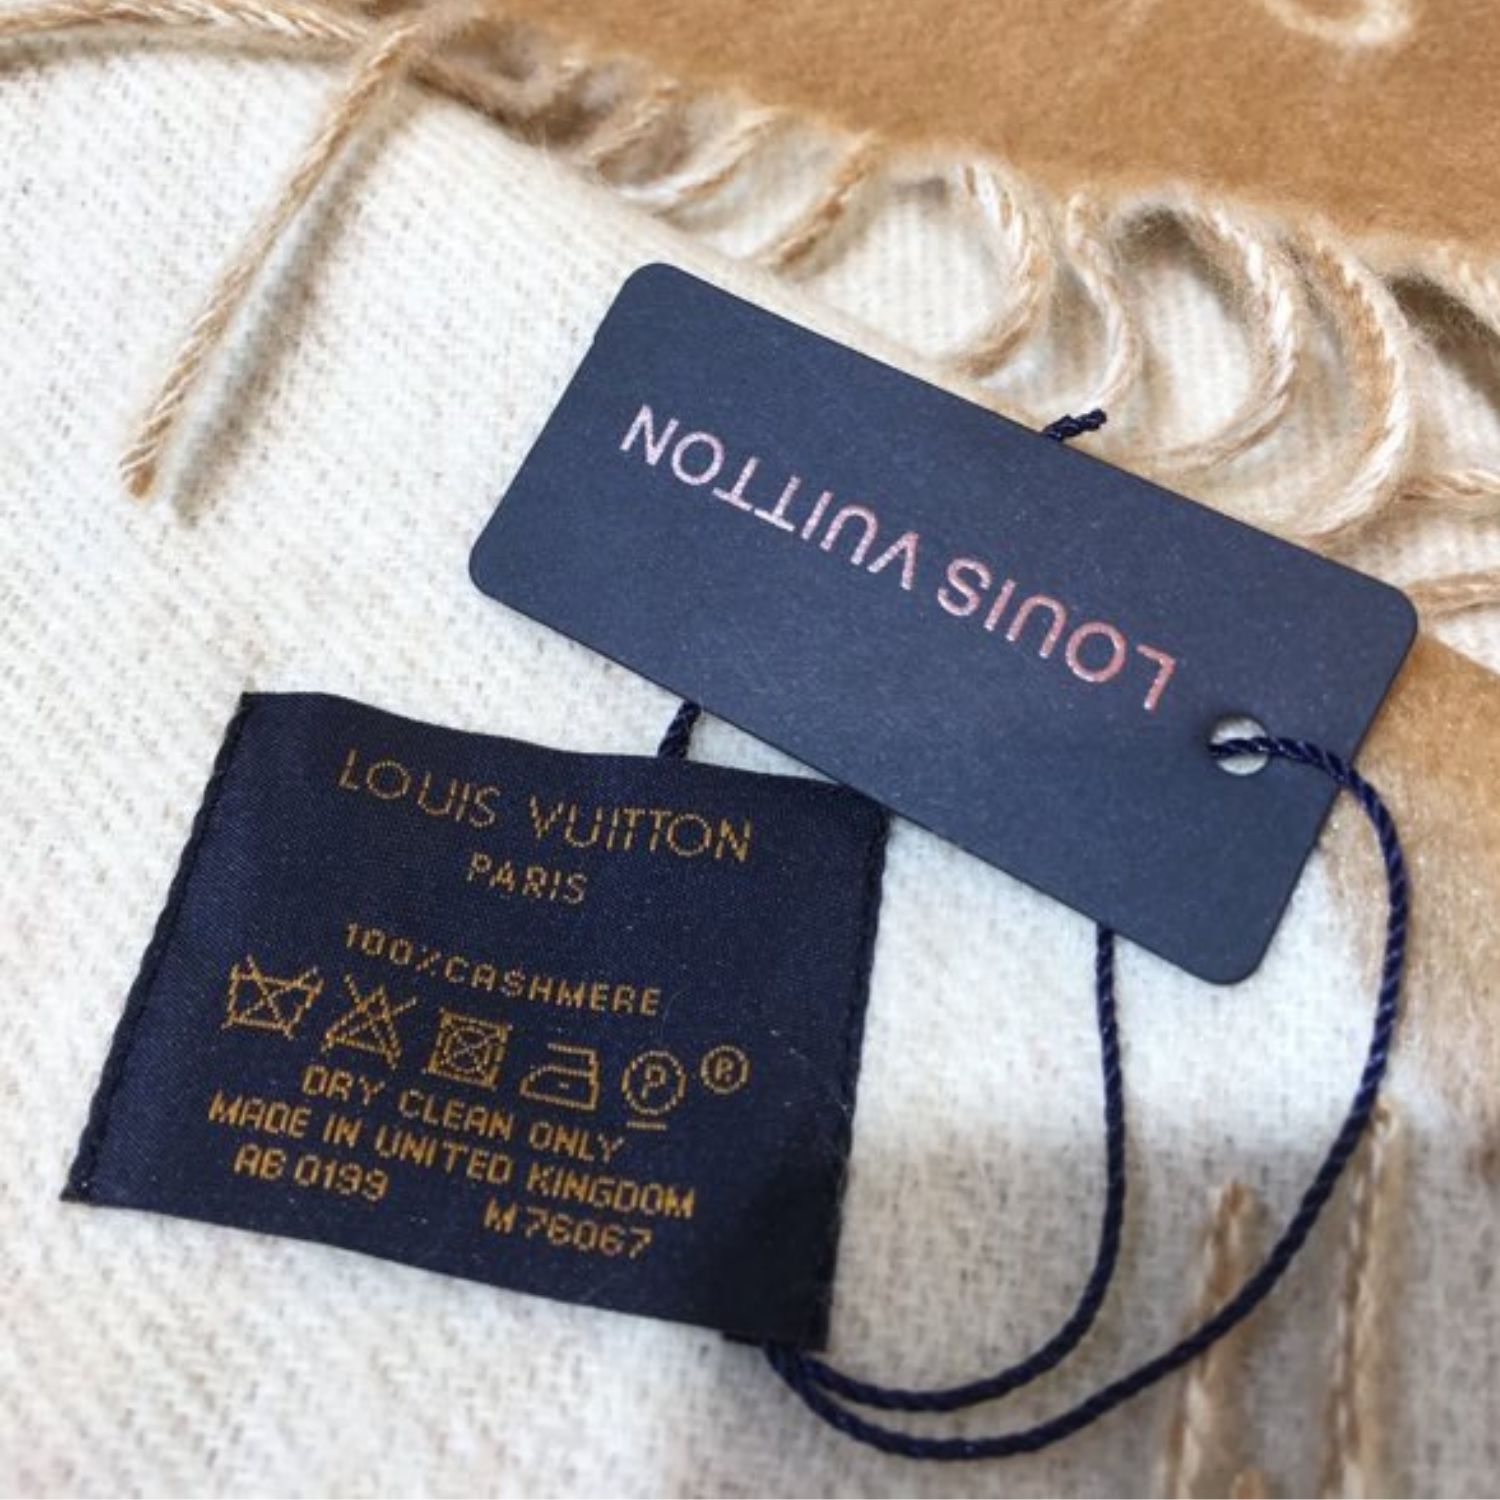 LOUIS VUITTON
LOUIS VUITTON
PARIS
100%CASHMERE
P ®
DRY CLEAN ONLY
MADE IN UNITED KINGDOM
AB 0199
M76067